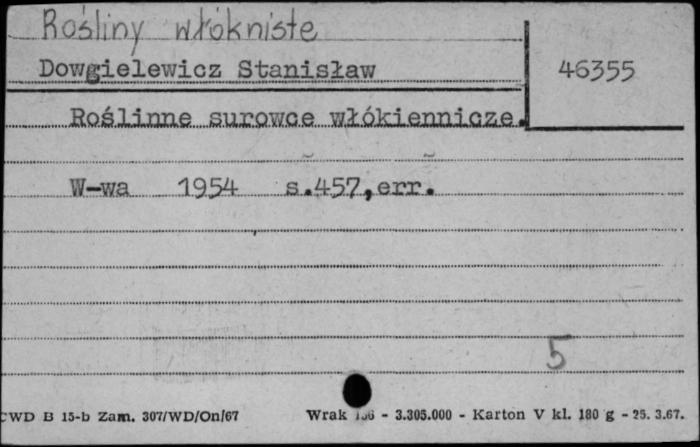 Rośliny włókniste
Dowgielewicz Stanisław
46355
Roślinne surowce włókiennicze.
W-wa 1954 s.457,err.
5
CWD B 15-b Zam. 307/WD/On/67 Wrak - 3.305.000 - Karton V kl. 180 g - 25. 3.67.